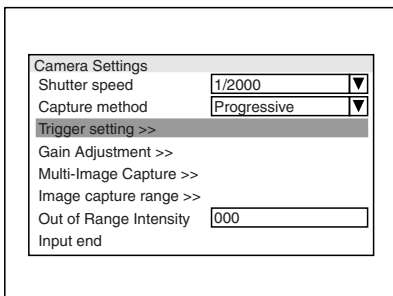 Camera Settings
Shutter speed 1/2000
Capture method Progressive
Trigger setting >>
Gain Adjustment >>
Multi-Image Capture >>
Image capture range >>
Out of Range Intensity 000
Input end